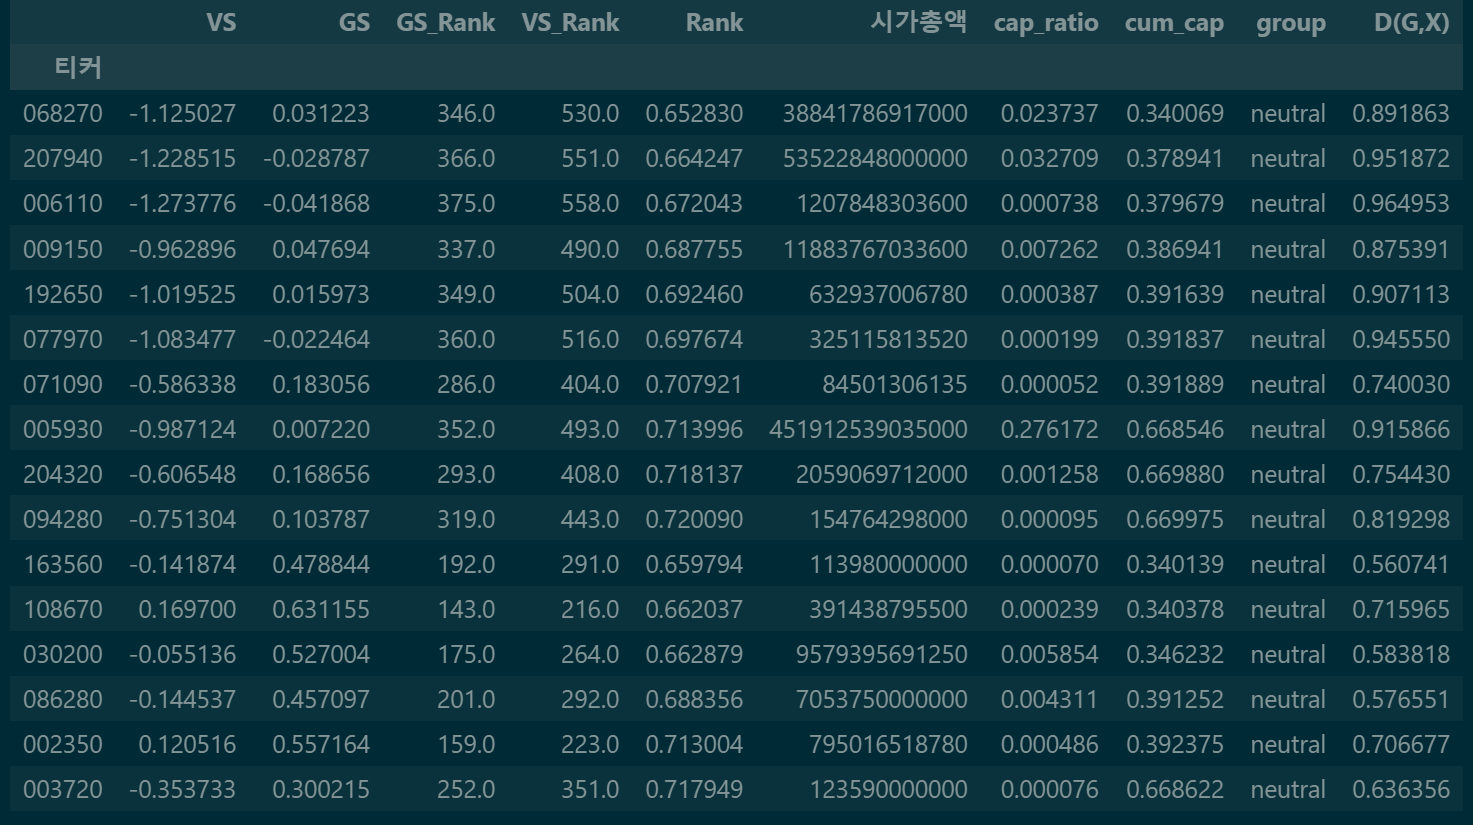 VS GS GS_Rank VS_Rank Rank 시가총액 cap_ratio cum_cap group D(G,X)
티커
068270 -1.125027 0.031223 346.0 530.0 0.652830 38841786917000 0.023737 0.340069 neutral 0.891863
207940 -1.228515 -0.028787 366.0 551.0 0.664247 53522848000000 0.032709 0.378941 neutral 0.951872
006110 -1.273776 -0.041868 375.0 558.0 0.672043 1207848303600 0.000738 0.379679 neutral 0.964953
009150 -0.962896 0.047694 337.0 490.0 0.687755 11883767033600 0.007262 0.386941 neutral 0.875391
192650 -1.019525 0.015973 349.0 504.0 0.692460 632937006780 0.000387 0.391639 neutral 0.907113
077970 -1.083477 -0.022464 360.0 516.0 0.697674 325115813520 0.000199 0.391837 neutral 0.945550
071090 -0.586338 0.183056 286.0 404.0 0.707921 84501306135 0.000052 0.391889 neutral 0.740030
005930 -0.987124 0.007220 352.0 493.0 0.713996 451912539035000 0.276172 0.668546 neutral 0.915866
204320 -0.606548 0.168656 293.0 408.0 0.718137 2059069712000 0.001258 0.669880 neutral 0.754430
094280 -0.751304 0.103787 319.0 443.0 0.720090 154764298000 0.000095 0.669975 neutral 0.819298
163560 -0.141874 0.478844 192.0 291.0 0.659794 113980000000 0.000070 0.340139 neutral 0.560741
108670 0.169700 0.631155 143.0 216.0 0.662037 391438795500 0.000239 0.340378 neutral 0.715965
030200 -0.055136 0.527004 175.0 264.0 0.662879 9579395691250 0.005854 0.346232 neutral 0.583818
086280 -0.144537 0.457097 201.0 292.0 0.688356 7053750000000 0.004311 0.391252 neutral 0.576551
002350 0.120516 0.557164 159.0 223.0 0.713004 795016518780 0.000486 0.392375 neutral 0.706677
003720 -0.353733 0.300215 252.0 351.0 0.717949 123590000000 0.000076 0.668622 neutral 0.636356